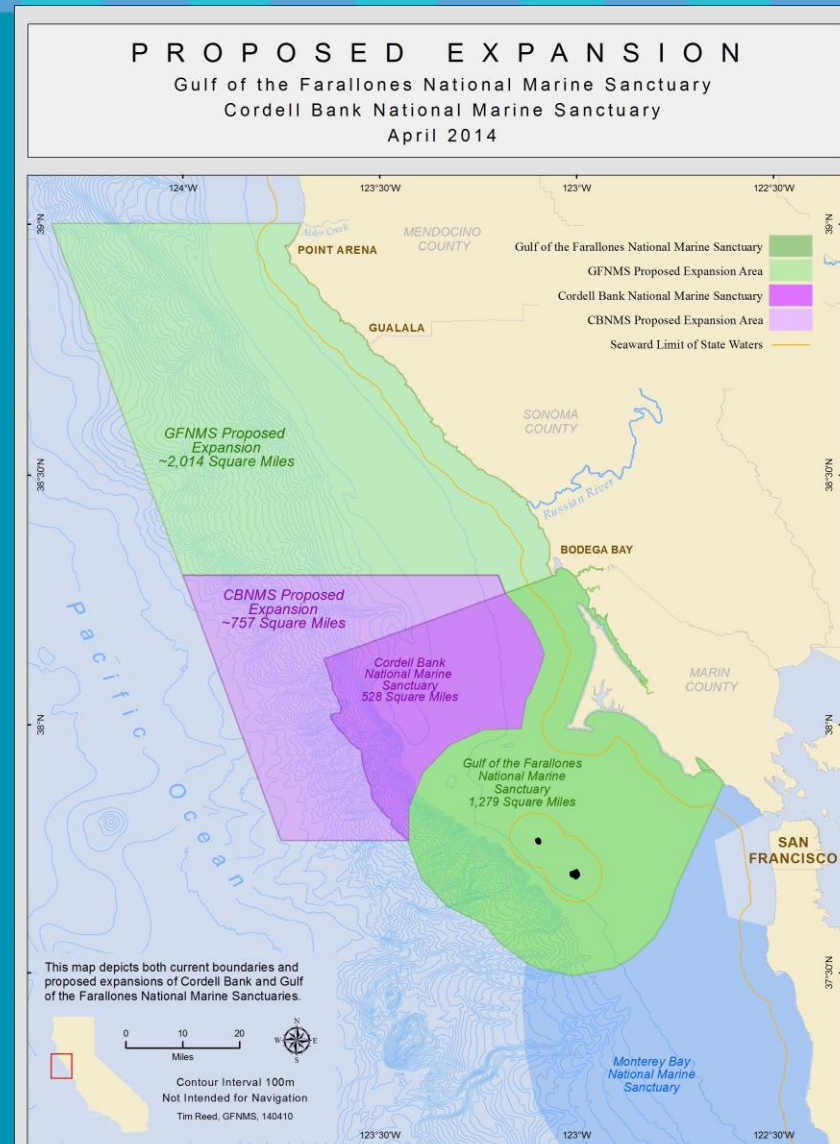 PROPOSED EXPANSION
Gulf of the Farallones National Marine Sanctuary
Cordell Bank National Marine Sanctuary
April 2014
124°W
123°30'W
123°W
122°30'W
39°N
39°N
Alder Creek
POINT ARENA
MENDOCINO
COUNTY
Gulf of the Farallones National Marine Sanctuary
GFNMS Proposed Expansion Area
Cordell Bank National Marine Sanctuary
CBNMS Proposed Expansion Area
Seaward Limit of State Waters
GUALALA
SONOMA
COUNTY
GFNMS Proposed
Expansion
~2,014 Square Miles
38°30'N
38°30'N
Russian River
BODEGA BAY
CBNMS Proposed
Expansion
~757 Square Miles
Pacific Ocean
Cordell Bank
National Marine
Sanctuary
528 Square Miles
MARIN
COUNTY
38°N
38°N
Gulf of the Farallones
National Marine
Sanctuary
1,279 Square Miles
SAN
FRANCISCO
This map depicts both current boundaries and
proposed expansions of Cordell Bank and Gulf
of the Farallones National Marine Sanctuaries.
37°30'N
0 10 20
Miles
N
W E
S
Contour Interval 100m
Not Intended for Navigation
Tim Reed, GFNMS, 140410
Monterey Bay
National Marine
Sanctuary
123°30'W
123°W
122°30'W